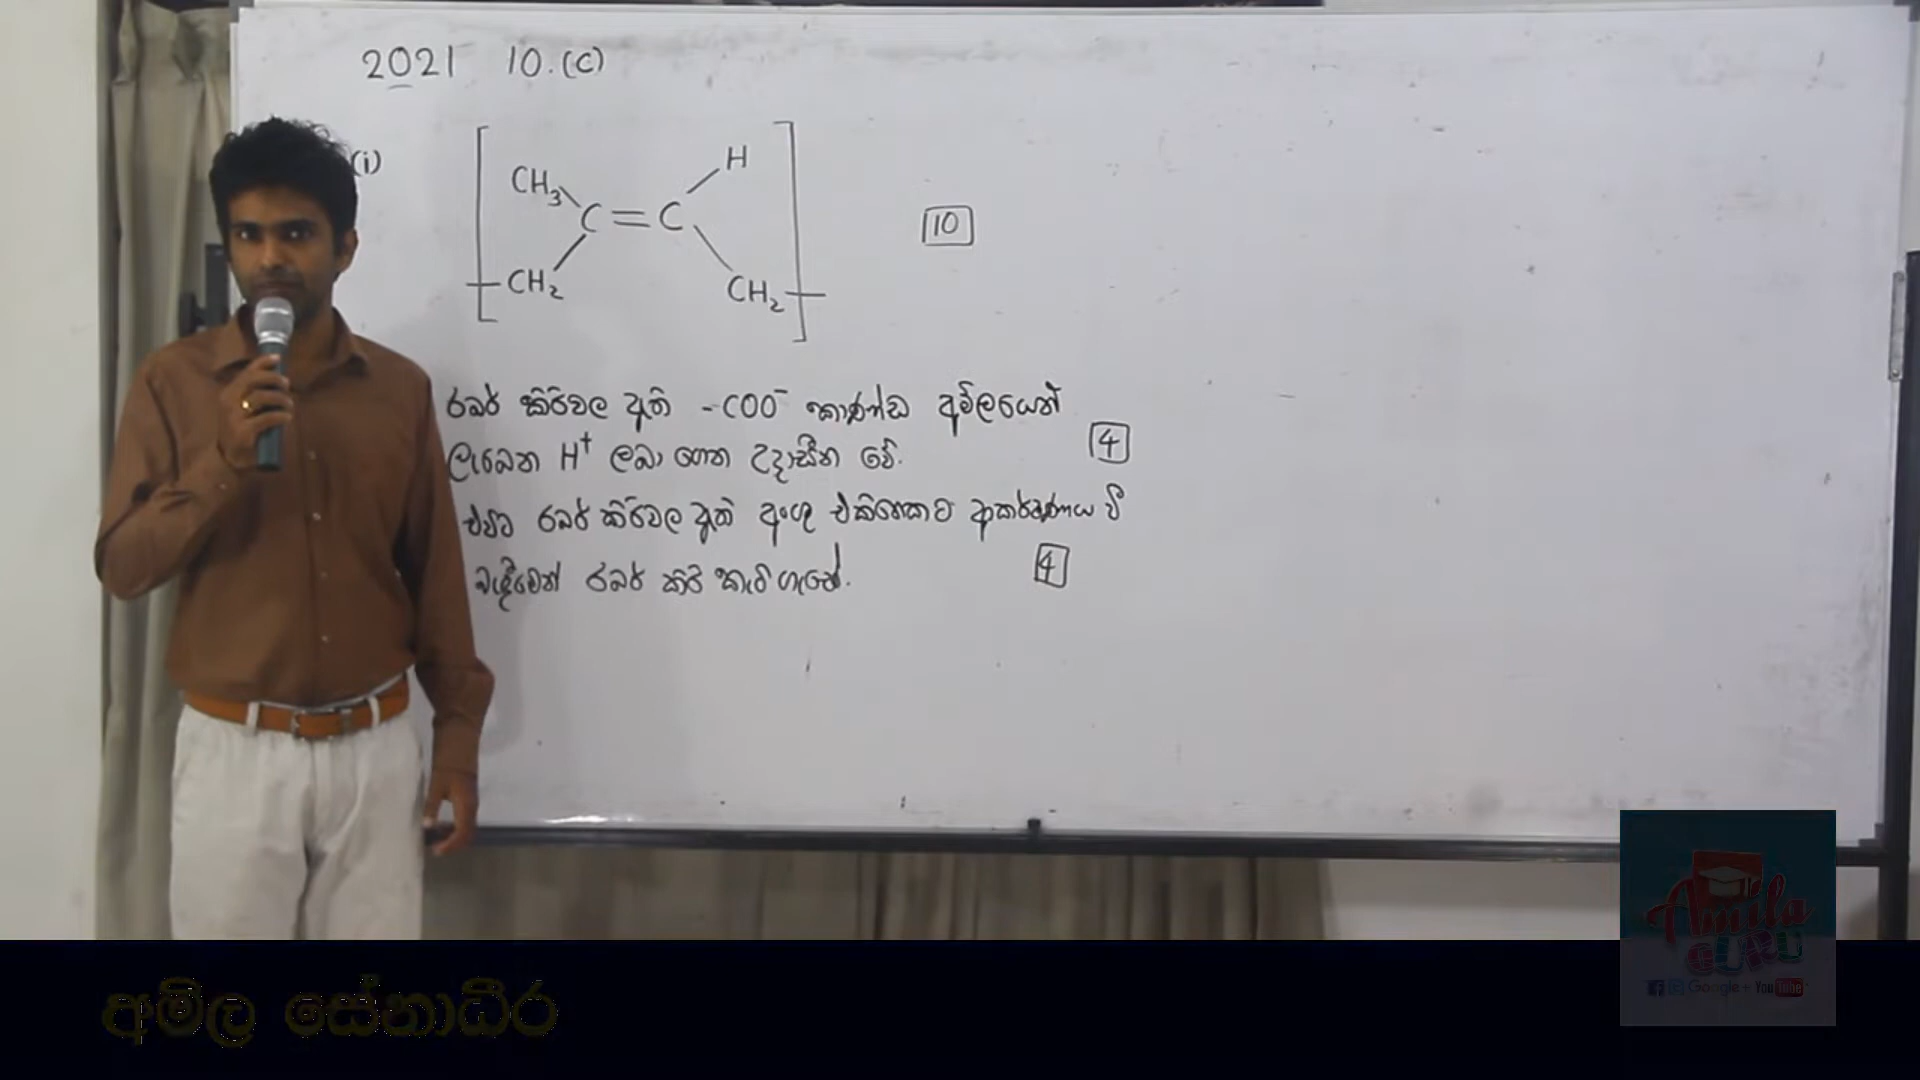 2021 10.(C)
(i)
CH₃ H
C=C
CH₂ CH₂
10
රබර් කිරිවල ඇති -COO⁻ කාණ්ඩ අම්ලයෙන්
ලැබෙන H⁺ ලබා ගෙන උදාසීන වේ. 4
එවිට රබර් කිරිවල ඇති අංශු එකිනෙකට ආකර්ෂණය වී
බැඳීමෙන් රබර් කිරි කැටි ගැසේ. 4
Amila
GURU
Google+ YouTube
අමිල සේනාධීර